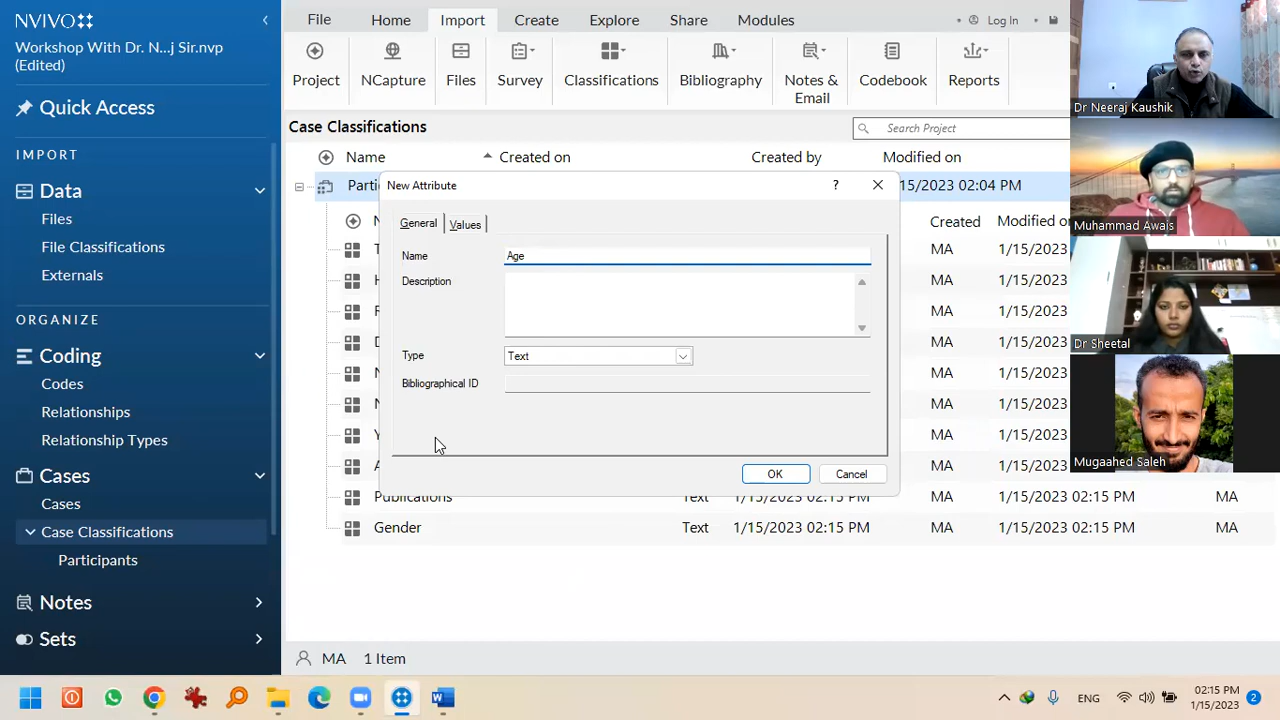 NVIVO
Workshop With Dr. N...j Sir.nvp
(Edited)
Quick Access
IMPORT
Data
Files
File Classifications
Externals
ORGANIZE
Coding
Codes
Relationships
Relationship Types
Cases
Cases
Case Classifications
Participants
Notes
Sets
File Home Import Create Explore Share Modules Log In
Project NCapture Files Survey Classifications Bibliography Notes & Email Codebook Reports
Case Classifications
Search Project
Name Created on Created by Modified on
15/2023 02:04 PM
New Attribute ?
General Values
Name Age
Description
Type Text
Bibliographical ID
OK Cancel
Created Modified on
MA 1/15/2023
MA 1/15/2023
MA 1/15/2023
MA 1/15/2023
MA 1/15/2023
MA 1/15/2023
MA 1/15/2023
MA 1/15/2023
Publications Text 1/15/2023 02:15 PM MA 1/15/2023 02:15 PM MA
Gender Text 1/15/2023 02:15 PM MA 1/15/2023 02:15 PM MA
MA 1 Item
Dr Neeraj Kaushik
Muhammad Awais
Dr Sheetal
Mugaahed Saleh
ENG 02:15 PM
1/15/2023 2